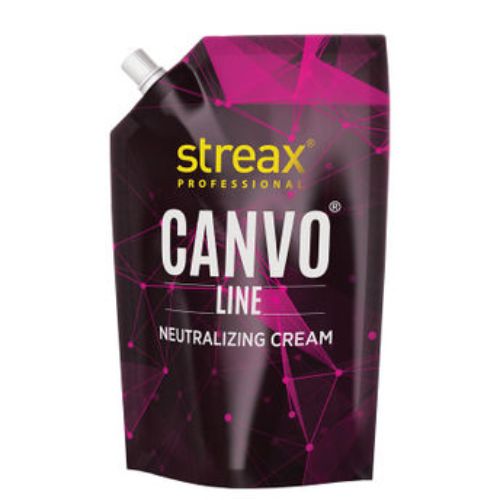 streax®
PROFESSIONAL
CANVO®
LINE
NEUTRALIZING CREAM